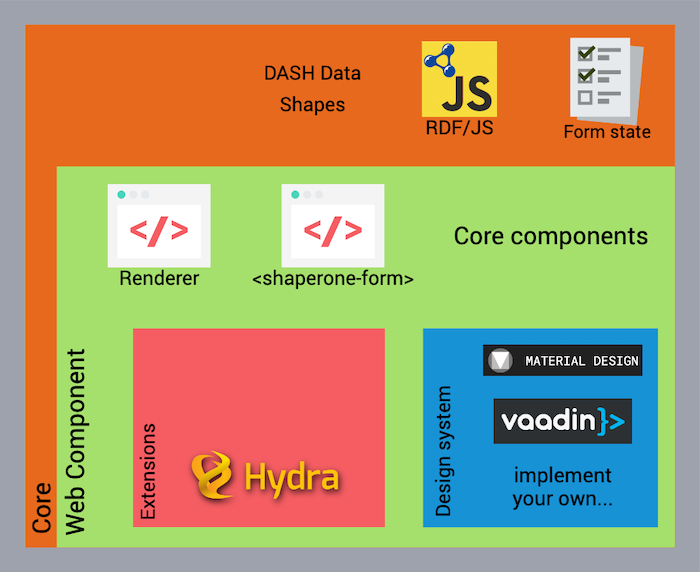 DASH Data
Shapes
JS
RDF/JS
Form state
</>
Renderer
</>
<shaperone-form>
Core components
Core
Web Component
Extensions
Hydra
Design system
MATERIAL DESIGN
vaadin}>
implement
your own...